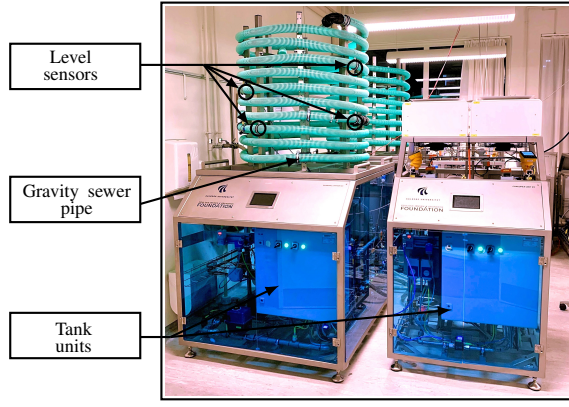 Level
sensors
Gravity sewer
pipe
Tank
units
FOUNDATION
FOUNDATION